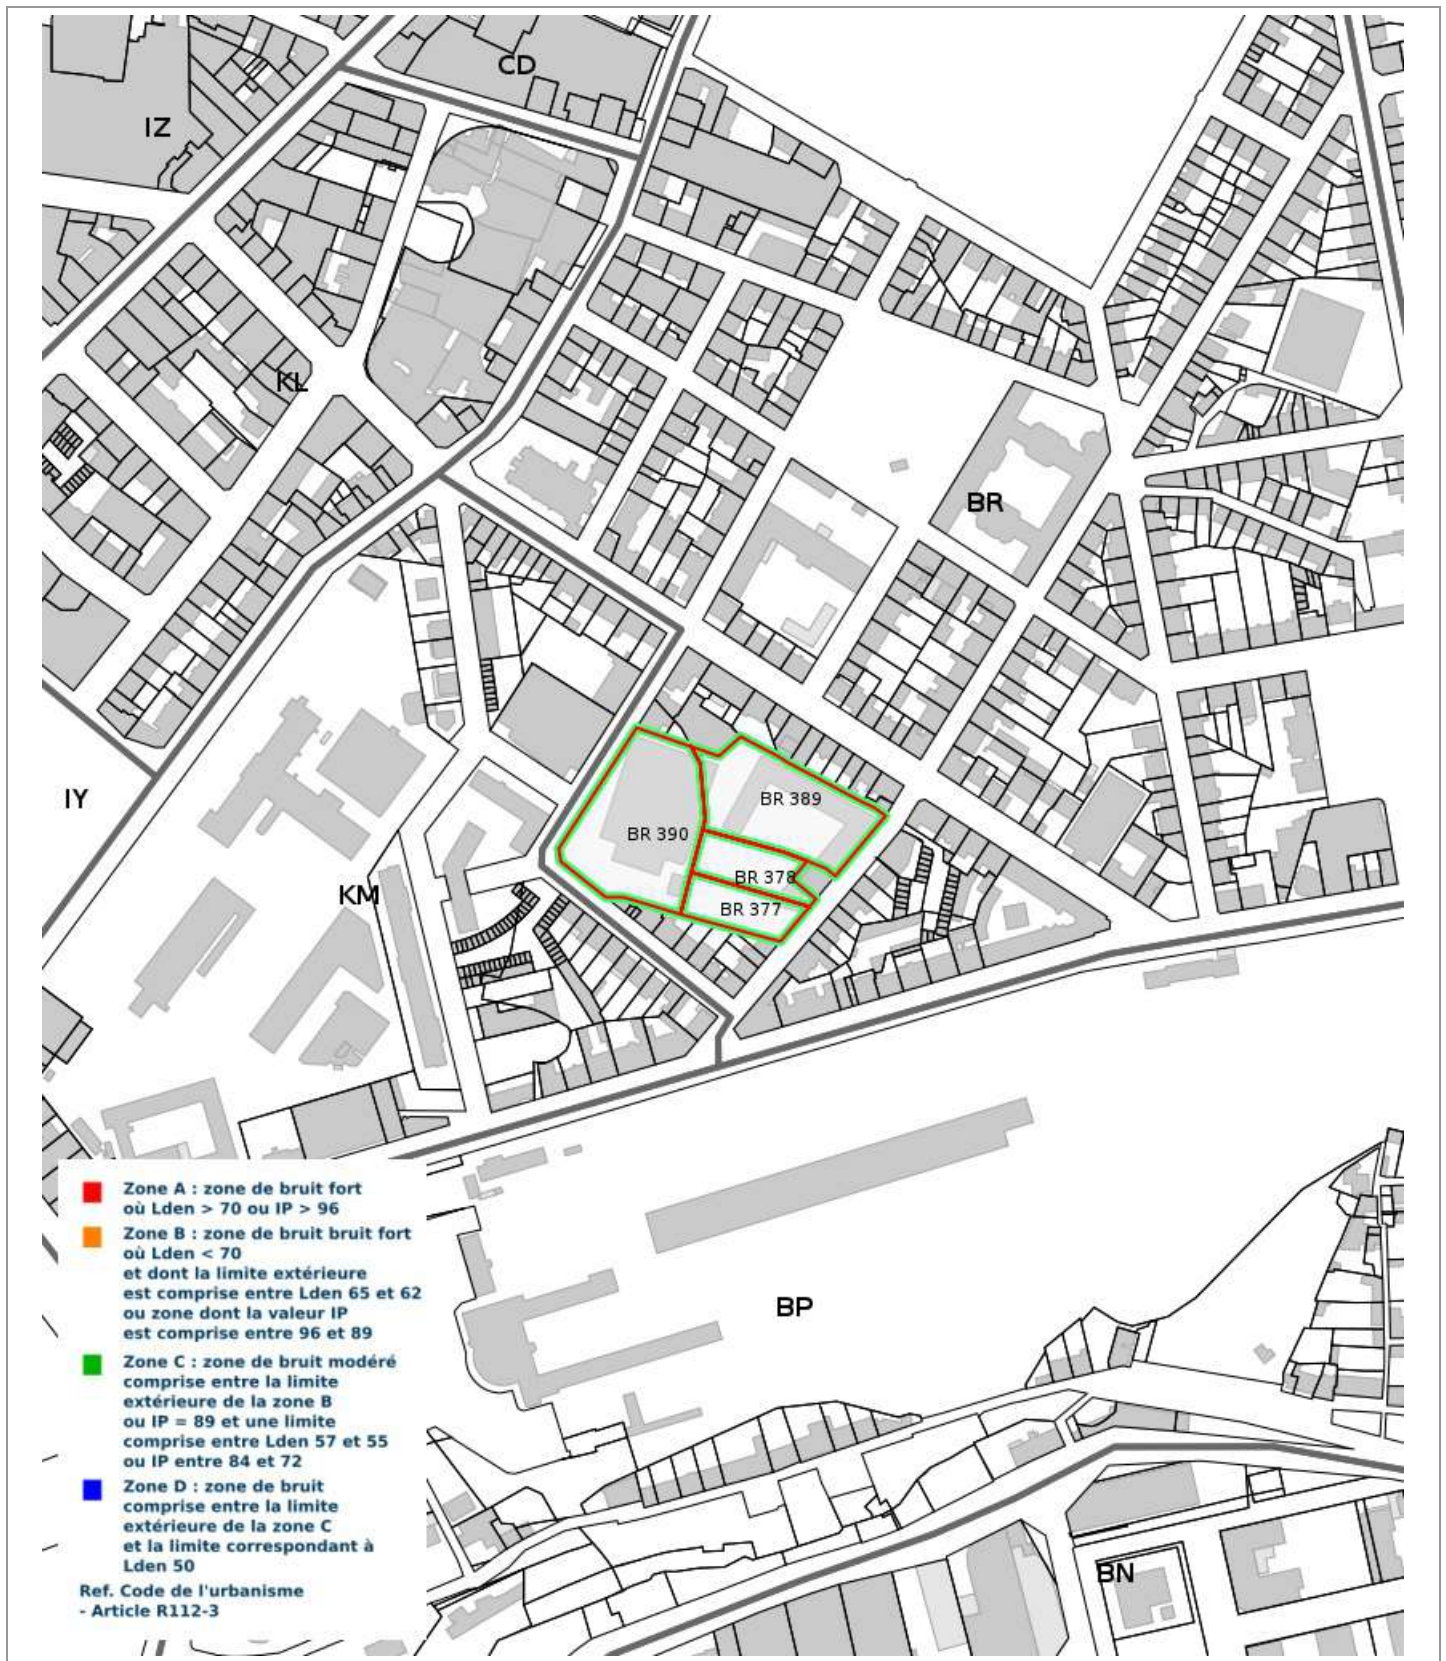 CD
IZ
KL
BR
BR 389
IY
BR 390
BR 378
KM
BR 377
Zone A : zone de bruit fort
où Lden > 70 ou IP > 96
Zone B : zone de bruit bruit fort
où Lden < 70
et dont la limite extérieure
est comprise entre Lden 65 et 62
ou zone dont la valeur IP
est comprise entre 96 et 89
Zone C : zone de bruit modéré
comprise entre la limite
extérieure de la zone B
ou IP = 89 et une limite
comprise entre Lden 57 et 55
ou IP entre 84 et 72
Zone D : zone de bruit
comprise entre la limite
extérieure de la zone C
et la limite correspondant à
Lden 50
Ref. Code de l'urbanisme
- Article R112-3
BP
BN